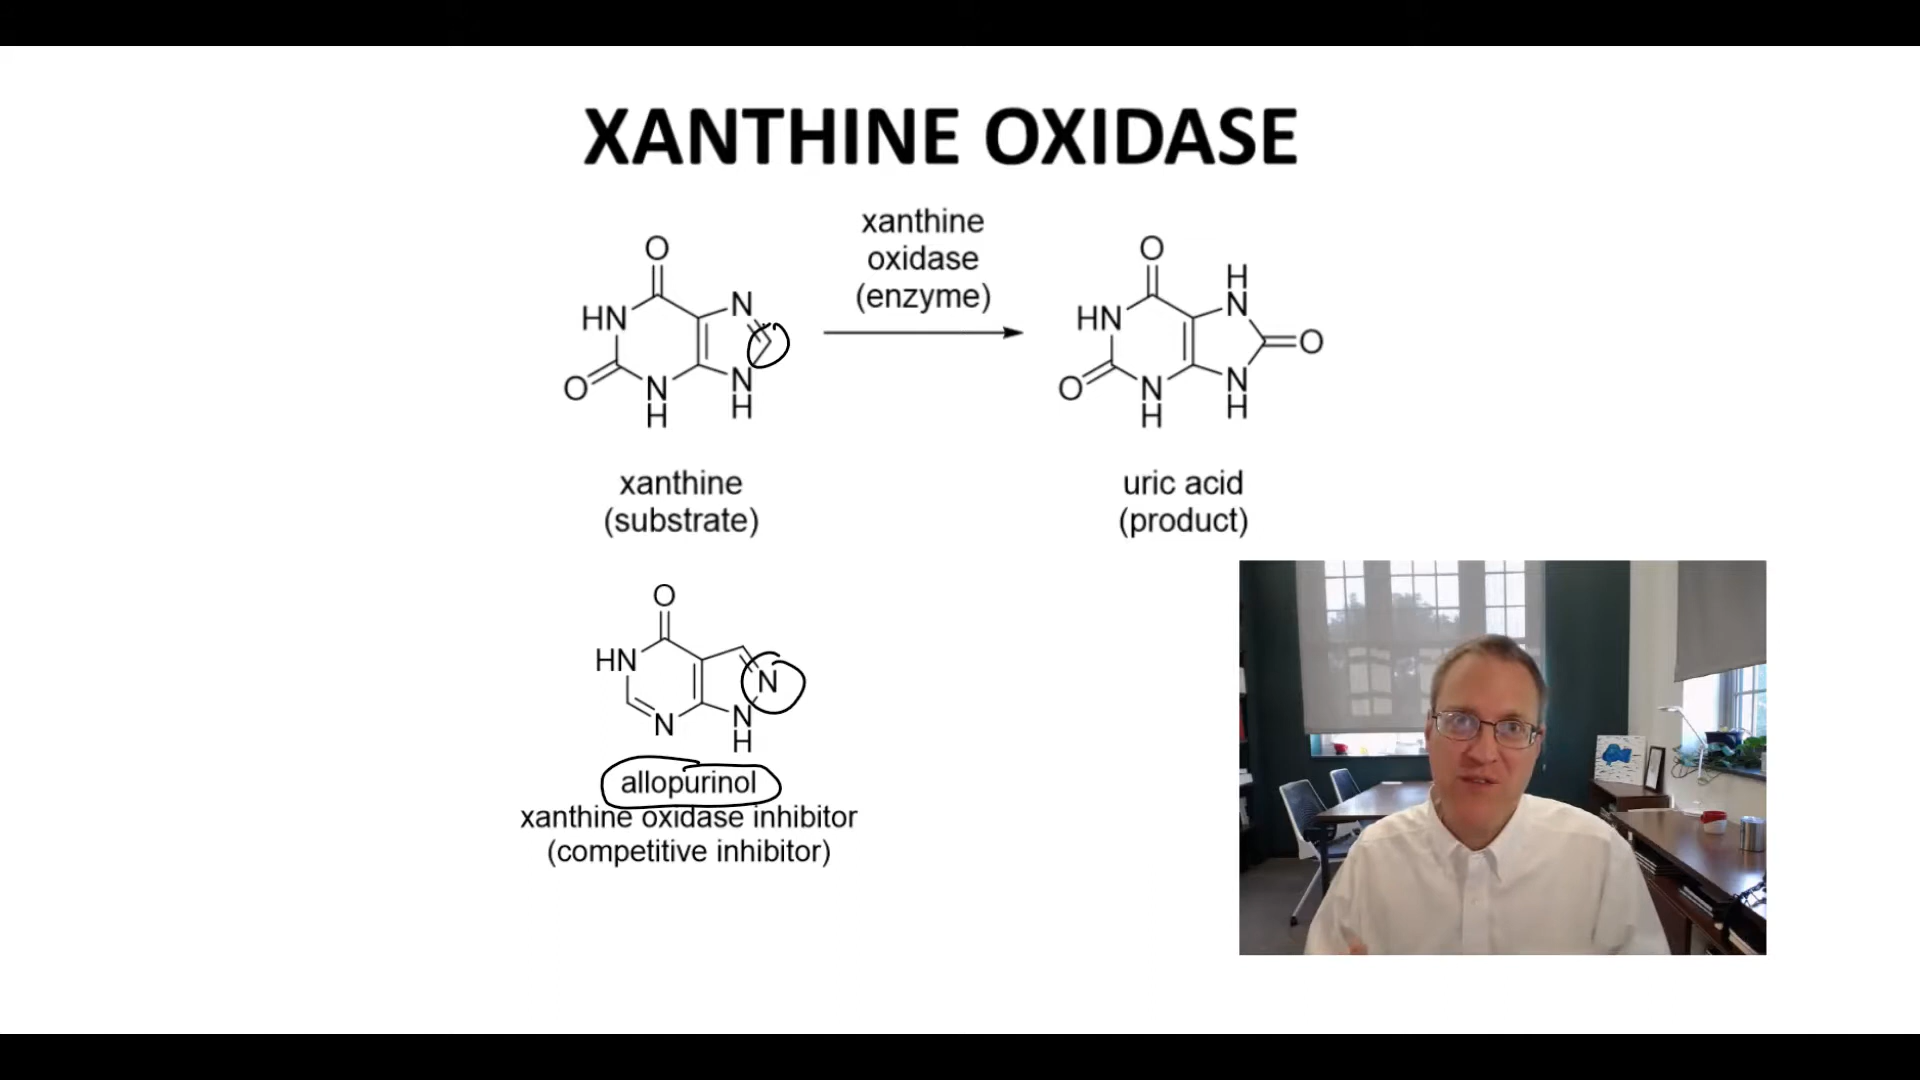 XANTHINE OXIDASE
xanthine
oxidase
(enzyme)
O
HN
N
O
N
H
N
H
O
HN
H
N
O
O
N
H
N
H
xanthine
(substrate)
uric acid
(product)
O
HN
N
N
N
H
allopurinol
xanthine oxidase inhibitor
(competitive inhibitor)